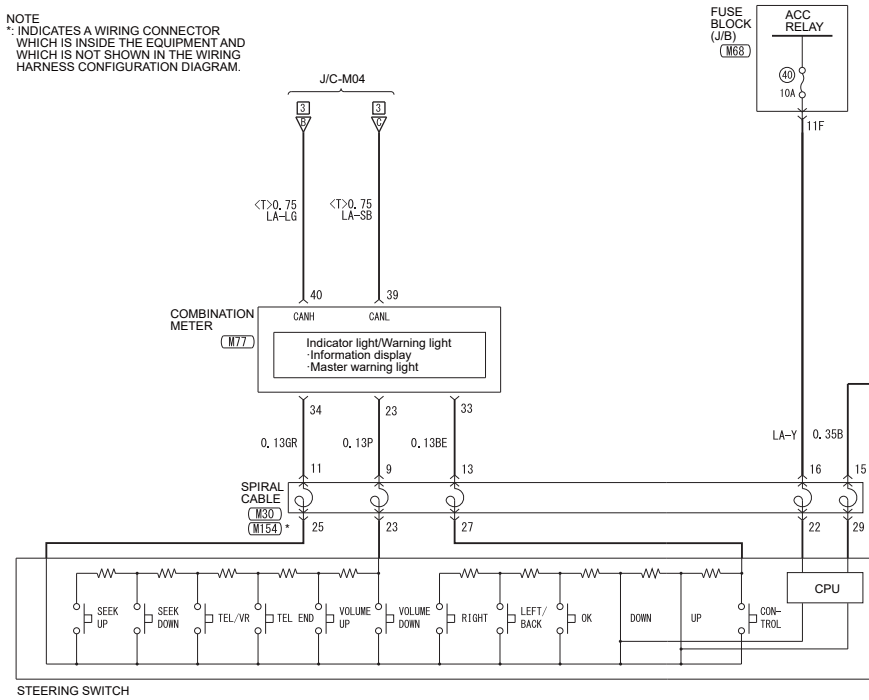 NOTE
*: INDICATES A WIRING CONNECTOR
WHICH IS INSIDE THE EQUIPMENT AND
WHICH IS NOT SHOWN IN THE WIRING
HARNESS CONFIGURATION DIAGRAM.
FUSE
BLOCK
(J/B)
M68
ACC
RELAY
40
10A
11F
J/C-M04
3
3
B
C
<T>0.75
LA-LG
<T>0.75
LA-SB
40
39
COMBINATION
METER
M77
CANH
CANL
Indicator light/Warning light
·Information display
·Master warning light
34
23
33
0.13GR
0.13P
0.13BE
LA-Y
0.35B
11
9
13
16
15
SPIRAL
CABLE
M30
M154 *
25
23
27
22
29
CPU
SEEK
UP
SEEK
DOWN
TEL/VR
TEL END
VOLUME
UP
VOLUME
DOWN
RIGHT
LEFT/
BACK
OK
DOWN
UP
CON-
TROL
STEERING SWITCH